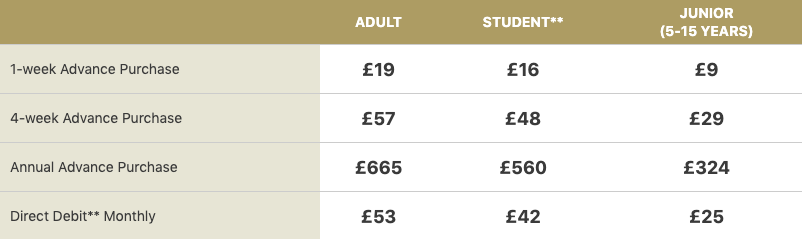 ADULT STUDENT** JUNIOR
(5-15 YEARS)
1-week Advance Purchase £19 £16 £9
4-week Advance Purchase £57 £48 £29
Annual Advance Purchase £665 £560 £324
Direct Debit** Monthly £53 £42 £25